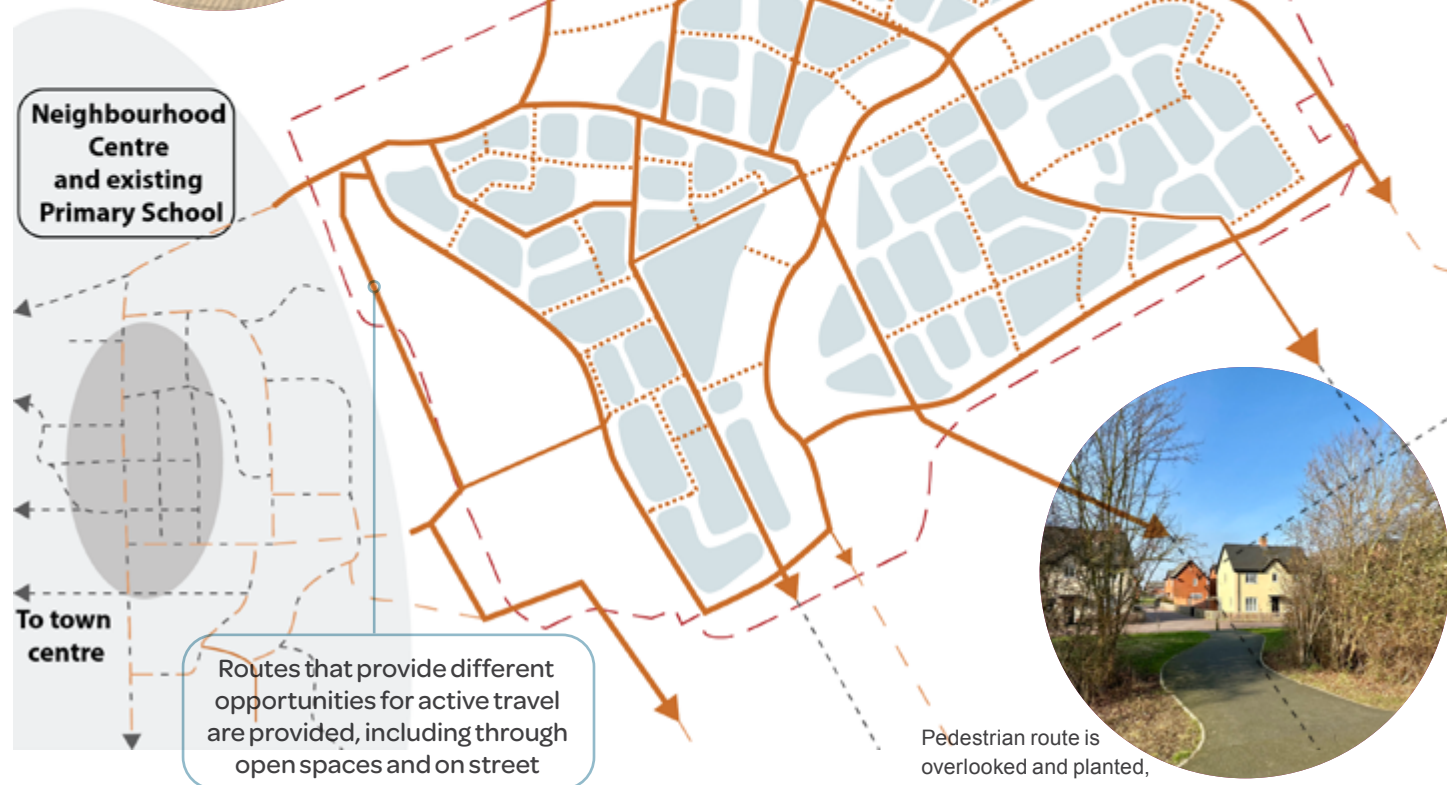 Neighbourhood
Centre
and existing
Primary School
To town
centre
Routes that provide different
opportunities for active travel
are provided, including through
open spaces and on street
Pedestrian route is
overlooked and planted,